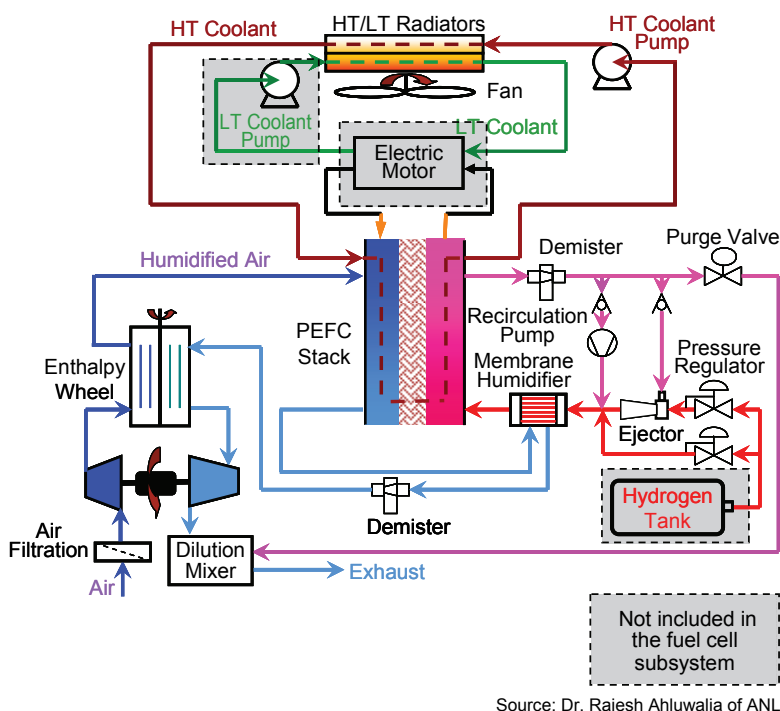 HT/LT Radiators
HT Coolant
HT Coolant
Pump
Fan
LT Coolant
Pump
LT Coolant
Electric
Motor
Humidified Air
Demister
Purge Valve
PEFC
Stack
Recirculation
Pump
Membrane
Humidifier
Pressure
Regulator
Enthalpy
Wheel
Ejector
Hydrogen
Tank
Demister
Air
Filtration
Dilution
Mixer
Exhaust
Air
Not included in
the fuel cell
subsystem
Source: Dr. Rajesh Ahluwalia of ANL